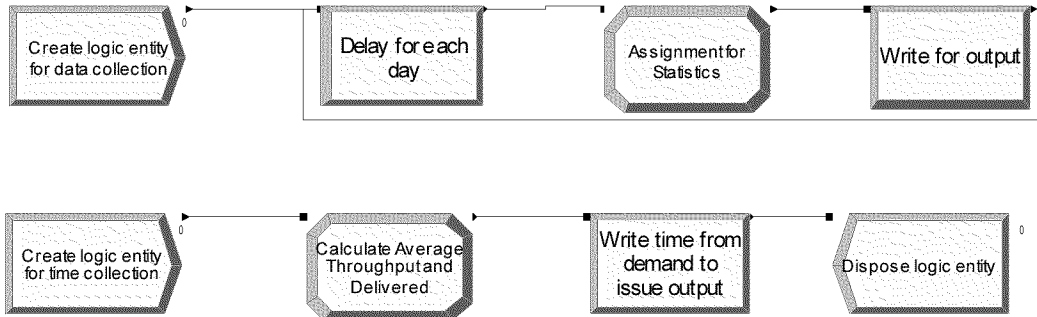 Create logic entity
for data collection
0
Delay for each
day
Assignment for
Statistics
Write for output
Create logic entity
for time collection
0
Calculate Average
Throughput and
Delivered
Write time from
demand to
issue output
Dispose logic entity
0